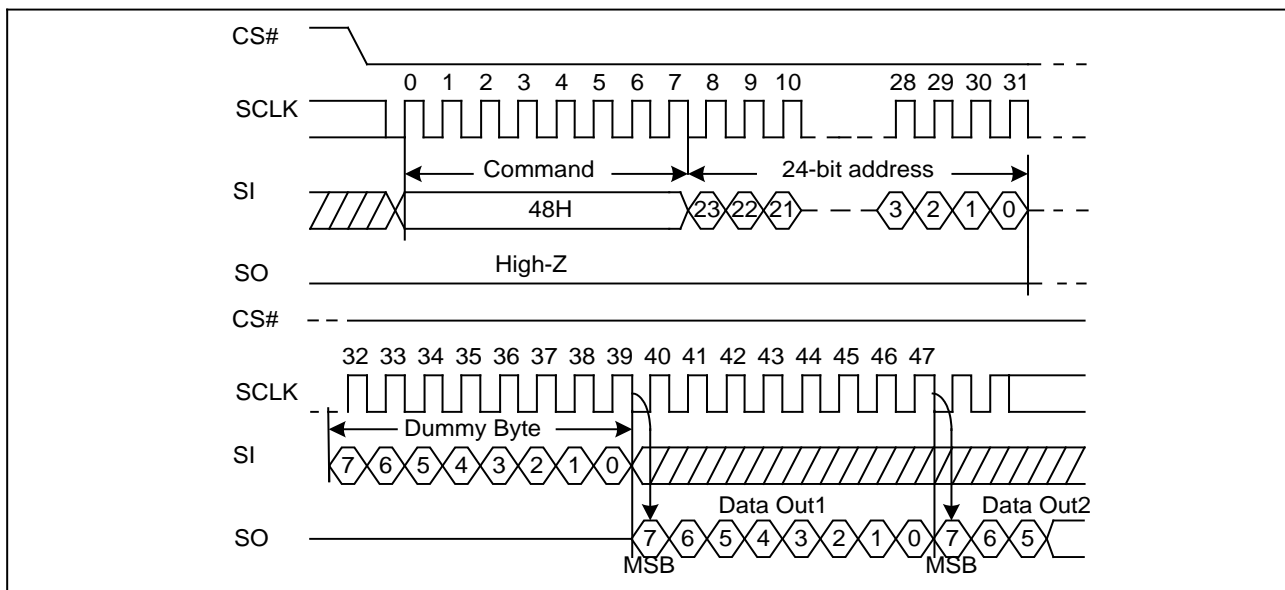 CS#
0 1 2 3 4 5 6 7 8 9 10 28 29 30 31
SCLK
Command 24-bit address
SI
48H 23 22 21 3 2 1 0
High-Z
SO
CS#
32 33 34 35 36 37 38 39 40 41 42 43 44 45 46 47
SCLK
Dummy Byte
SI
7 6 5 4 3 2 1 0
Data Out1 Data Out2
SO
7 6 5 4 3 2 1 0 7 6 5
MSB MSB